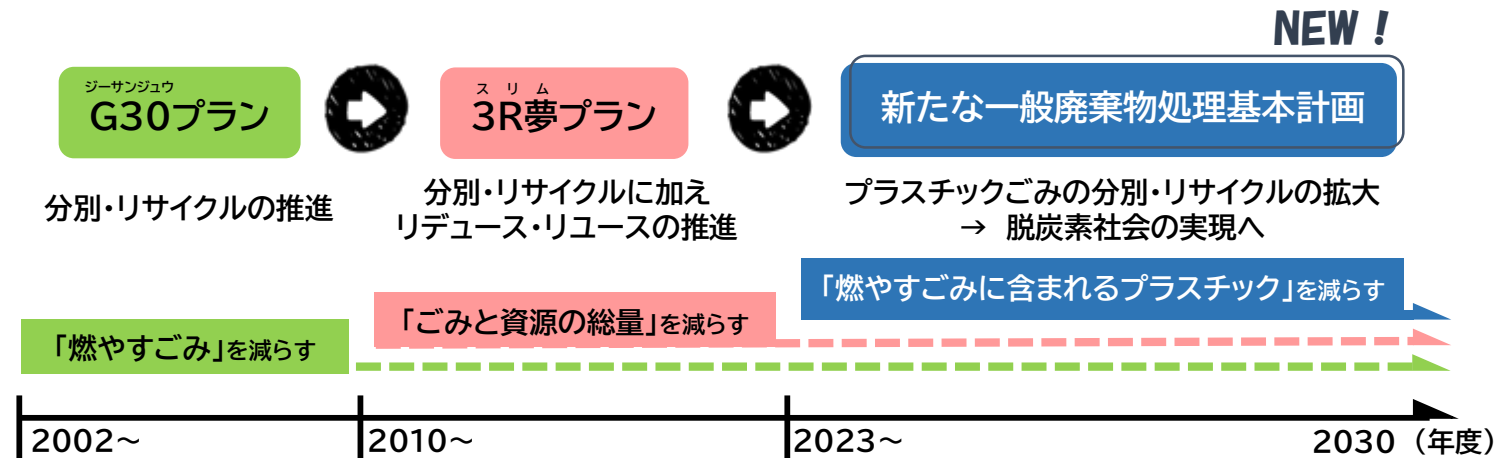 NEW！
ジーサンジュウ
G30プラン
スリム
3R夢プラン
新たな一般廃棄物処理基本計画
分別・リサイクルの推進
分別・リサイクルに加え
リデュース・リユースの推進
プラスチックごみの分別・リサイクルの拡大
→ 脱炭素社会の実現へ
「燃やすごみ」を減らす
「ごみと資源の総量」を減らす
「燃やすごみに含まれるプラスチック」を減らす
2002～
2010～
2023～
2030（年度）